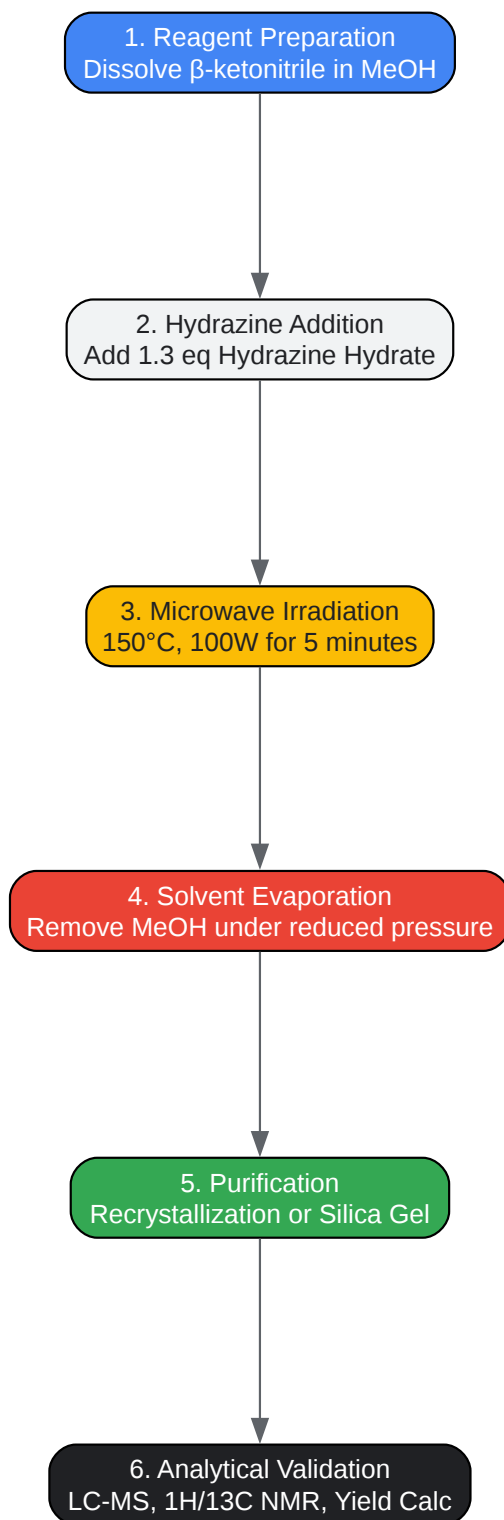 1. Reagent Preparation
Dissolve β-ketonitrile in MeOH
2. Hydrazine Addition
Add 1.3 eq Hydrazine Hydrate
3. Microwave Irradiation
150°C, 100W for 5 minutes
4. Solvent Evaporation
Remove MeOH under reduced pressure
5. Purification
Recrystallization or Silica Gel
6. Analytical Validation
LC-MS, 1H/13C NMR, Yield Calc